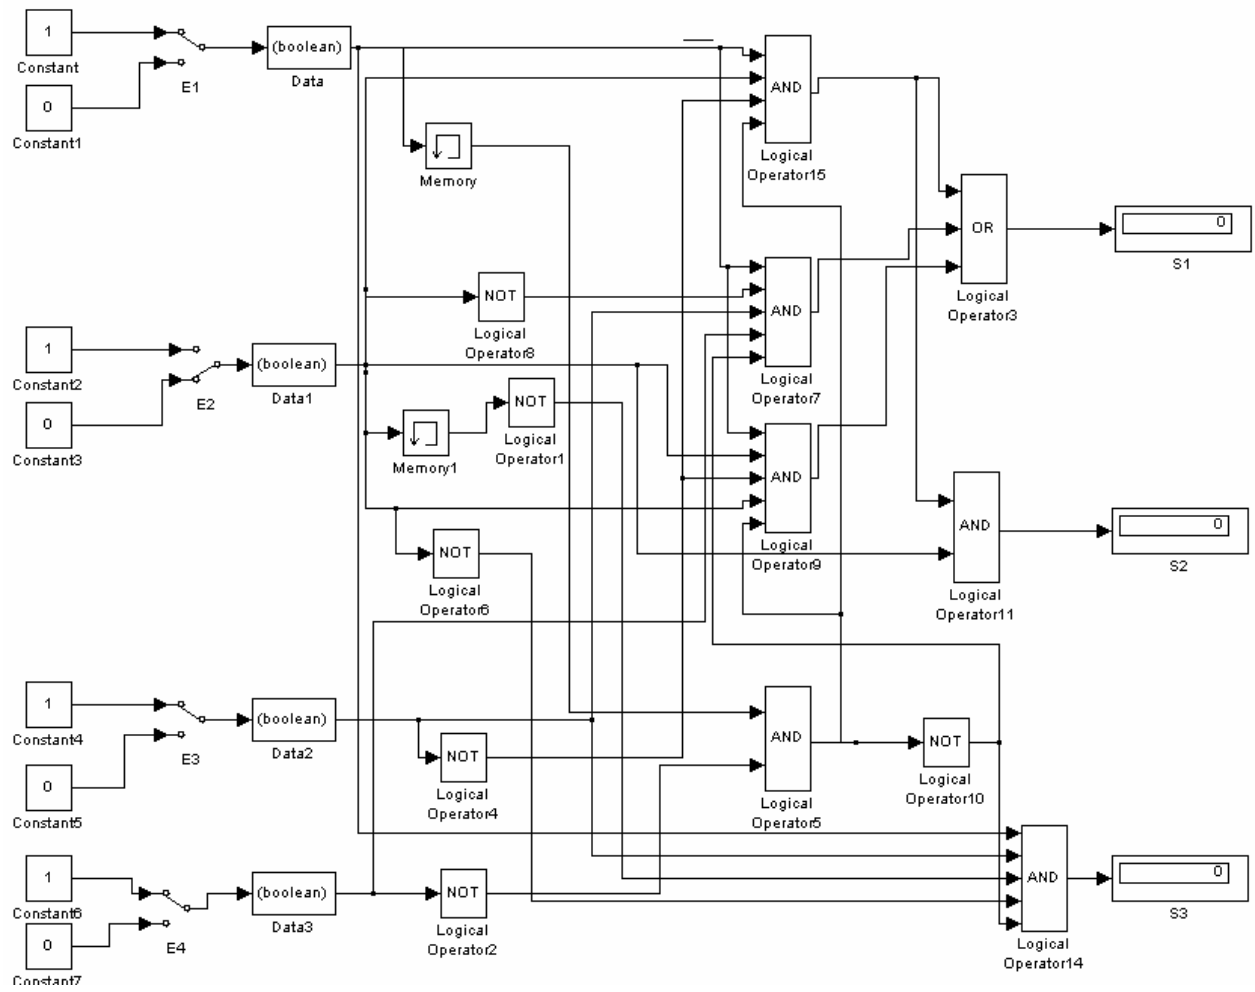 1
Constant
0
Constant1
E1
(boolean)
Data
Memory
AND
Logical
Operator15
OR
Logical
Operator3
0
S1
NOT
Logical
Operator8
AND
Logical
Operator7
1
Constant2
0
Constant3
E2
(boolean)
Data1
Memory1
NOT
Logical
Operator1
AND
Logical
Operator9
NOT
Logical
Operator6
AND
Logical
Operator11
0
S2
1
Constant4
0
Constant5
E3
(boolean)
Data2
NOT
Logical
Operator4
AND
Logical
Operator5
NOT
Logical
Operator10
1
Constant6
0
Constant7
E4
(boolean)
Data3
NOT
Logical
Operator2
AND
Logical
Operator14
0
S3